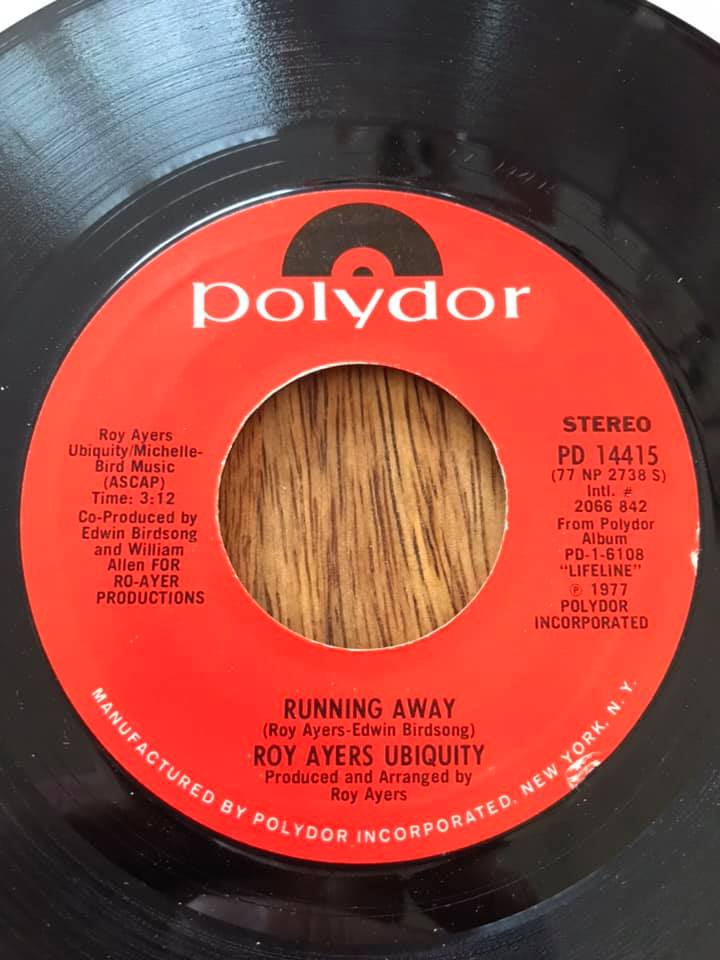 polydor
Roy Ayers
Ubiquity/Michelle-
Bird Music
(ASCAP)
Time: 3:12
Co-Produced by
Edwin Birdsong
and William
Allen FOR
RO-AYER
PRODUCTIONS
STEREO
PD 14415
(77 NP 2738 S)
Intl. #
2066 842
From Polydor
Album
PD-1-6108
"LIFELINE"
℗ 1977
POLYDOR
INCORPORATED
RUNNING AWAY
(Roy Ayers-Edwin Birdsong)
ROY AYERS UBIQUITY
Produced and Arranged by
Roy Ayers
MANUFACTURED BY POLYDOR INCORPORATED, NEW YORK, N. Y.